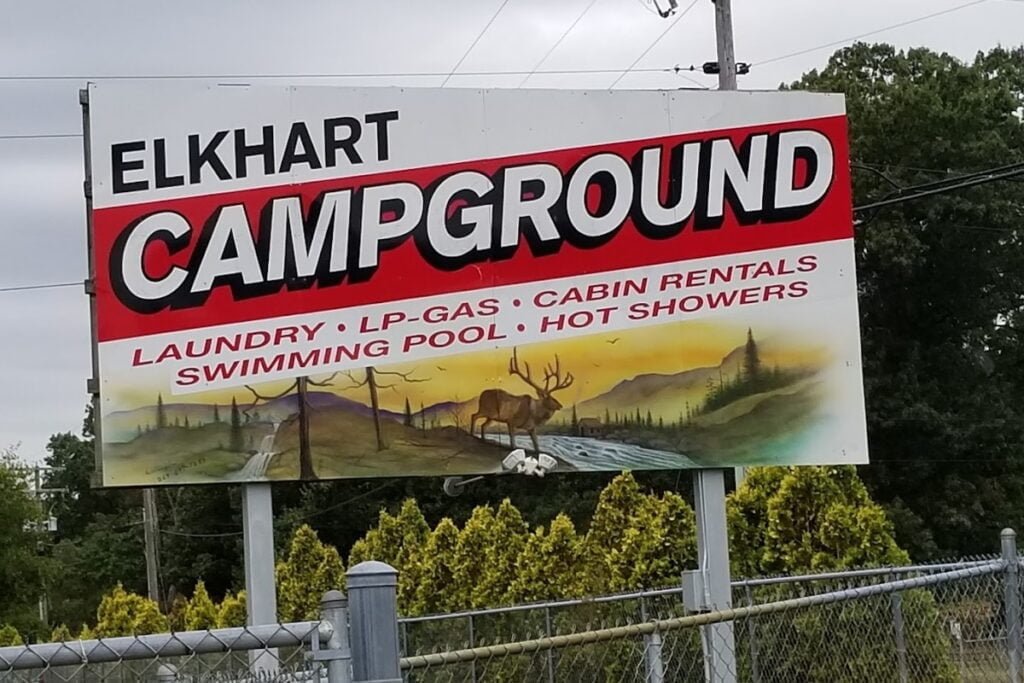 ELKHART
CAMPGROUND
LAUNDRY • LP-GAS • CABIN RENTALS
SWIMMING POOL • HOT SHOWERS